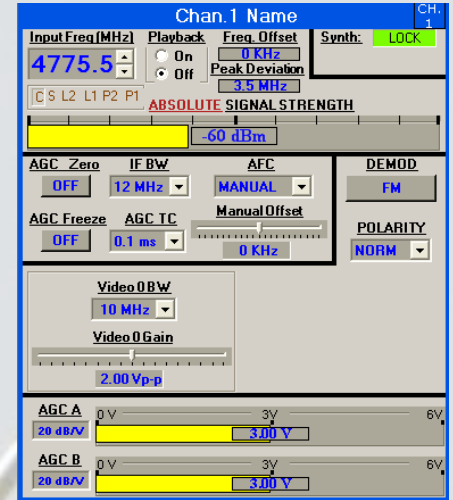 Chan.1 Name
CH.
1
Input Freq(MHz) Playback Freq. Offset Synth: LOCK
4775.5 On 0 KHz
Off Peak Deviation
3.5 MHz
C S L2 L1 P2 P1
ABSOLUTE SIGNAL STRENGTH
-60 dBm
AGC Zero IF BW AFC DEMOD
OFF 12 MHz MANUAL FM
AGC Freeze AGC TC Manual Offset POLARITY
OFF 0.1 ms 0 KHz NORM
Video 0 BW
10 MHz
Video 0 Gain
2.00 Vp-p
AGC A 0 V 3V 6V
20 dB/V 3.00 V
AGC B 0 V 3V 6V
20 dB/V 3.00 V